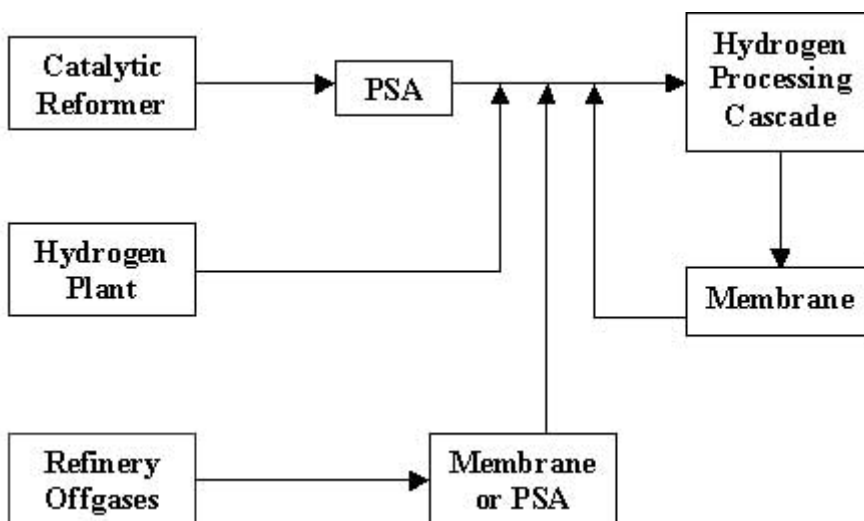 Catalytic
Reformer
PSA
Hydrogen
Processing
Cascade
Hydrogen
Plant
Membrane
Refinery
Offgases
Membrane
or PSA